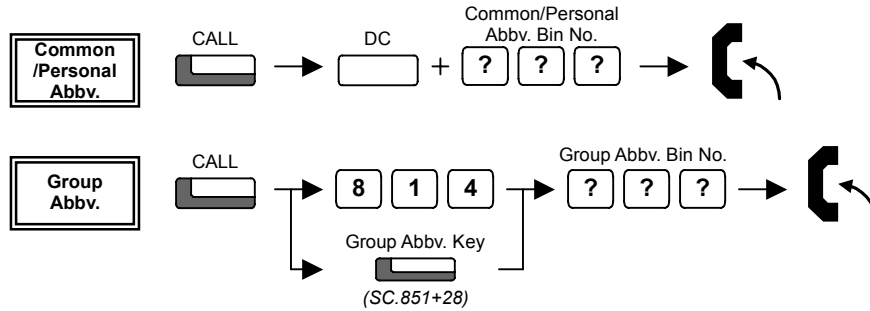 Common
/Personal
Abbv.
CALL
DC
+
Common/Personal
Abbv. Bin No.
? ? ?
Group
Abbv.
CALL
8 1 4
Group Abbv. Key
(SC.851+28)
Group Abbv. Bin No.
? ? ?